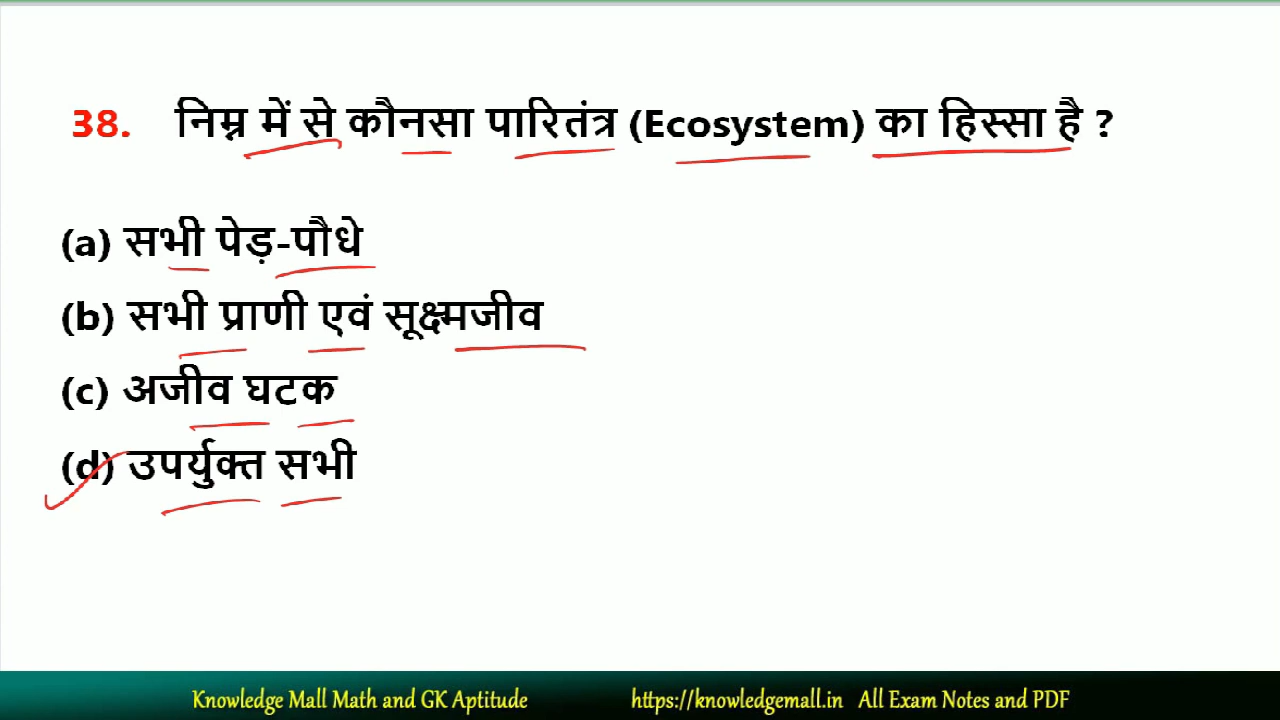 38. निम्न में से कौनसा पारितंत्र (Ecosystem) का हिस्सा है ?
(a) सभी पेड़-पौधे
(b) सभी प्राणी एवं सूक्ष्मजीव
(c) अजीव घटक
(d) उपर्युक्त सभी
Knowledge Mall Math and GK Aptitude https://knowledgemall.in All Exam Notes and PDF